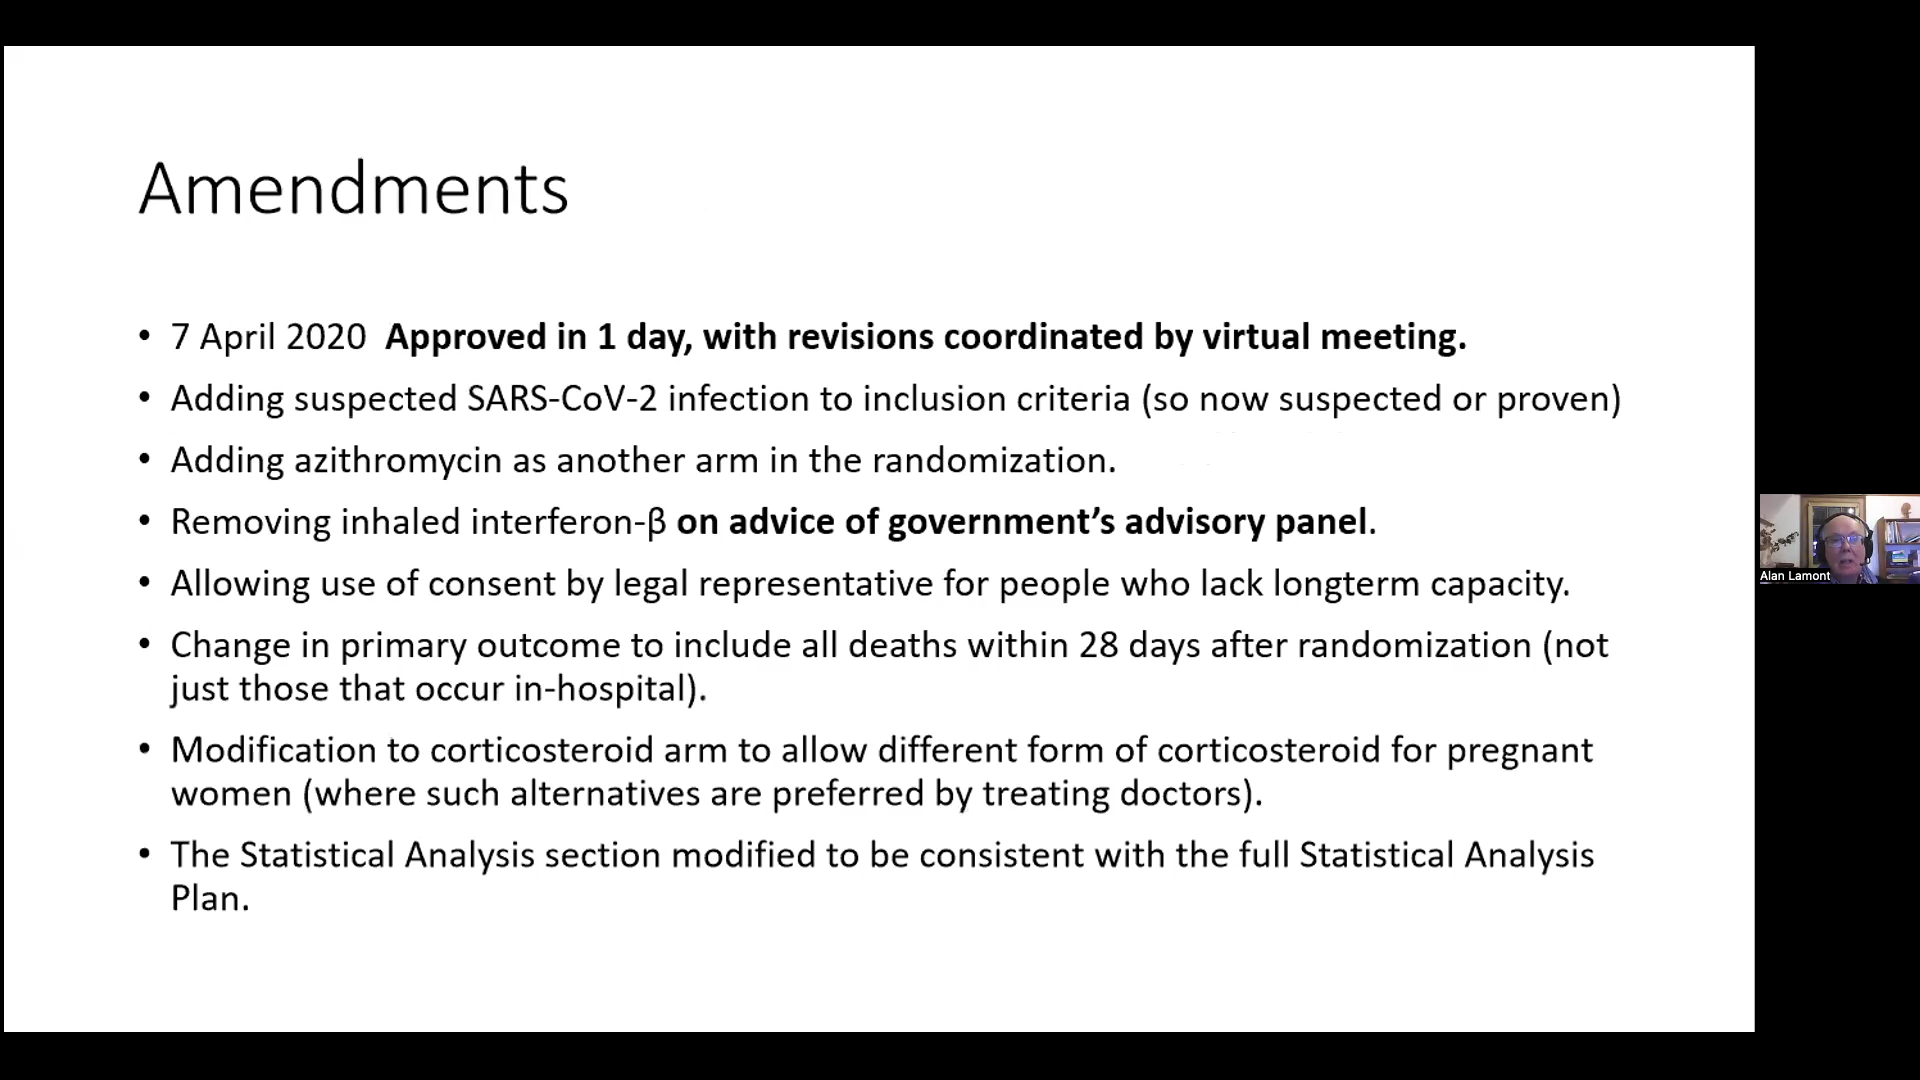 Amendments
• 7 April 2020  Approved in 1 day, with revisions coordinated by virtual meeting.
• Adding suspected SARS-CoV-2 infection to inclusion criteria (so now suspected or proven)
• Adding azithromycin as another arm in the randomization.
• Removing inhaled interferon-β on advice of government’s advisory panel.
• Allowing use of consent by legal representative for people who lack longterm capacity.
• Change in primary outcome to include all deaths within 28 days after randomization (not
just those that occur in-hospital).
• Modification to corticosteroid arm to allow different form of corticosteroid for pregnant
women (where such alternatives are preferred by treating doctors).
• The Statistical Analysis section modified to be consistent with the full Statistical Analysis
Plan.
Alan Lamont